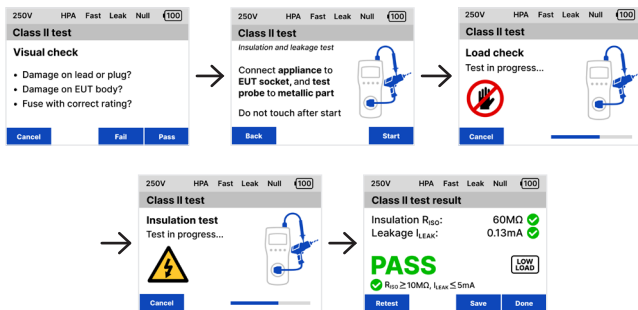 250V HPA Fast Leak Null 100
Class II test
Visual check
• Damage on lead or plug?
• Damage on EUT body?
• Fuse with correct rating?
Cancel Fail Pass
250V HPA Fast Leak Null 100
Class II test
Insulation and leakage test
Connect appliance to
EUT socket, and test
probe to metallic part
Do not touch after start
Back Start
250V HPA Fast Leak Null 100
Class II test
Load check
Test in progress...
Cancel
250V HPA Fast Leak Null 100
Class II test
Insulation test
Test in progress...
Cancel
250V HPA Fast Leak Null 100
Class II test result
Insulation RISO: 60MΩ
Leakage ILEAK: 0.13mA
PASS
LOW
LOAD
RISO≥10MΩ, ILEAK≤5mA
Retest Save Done